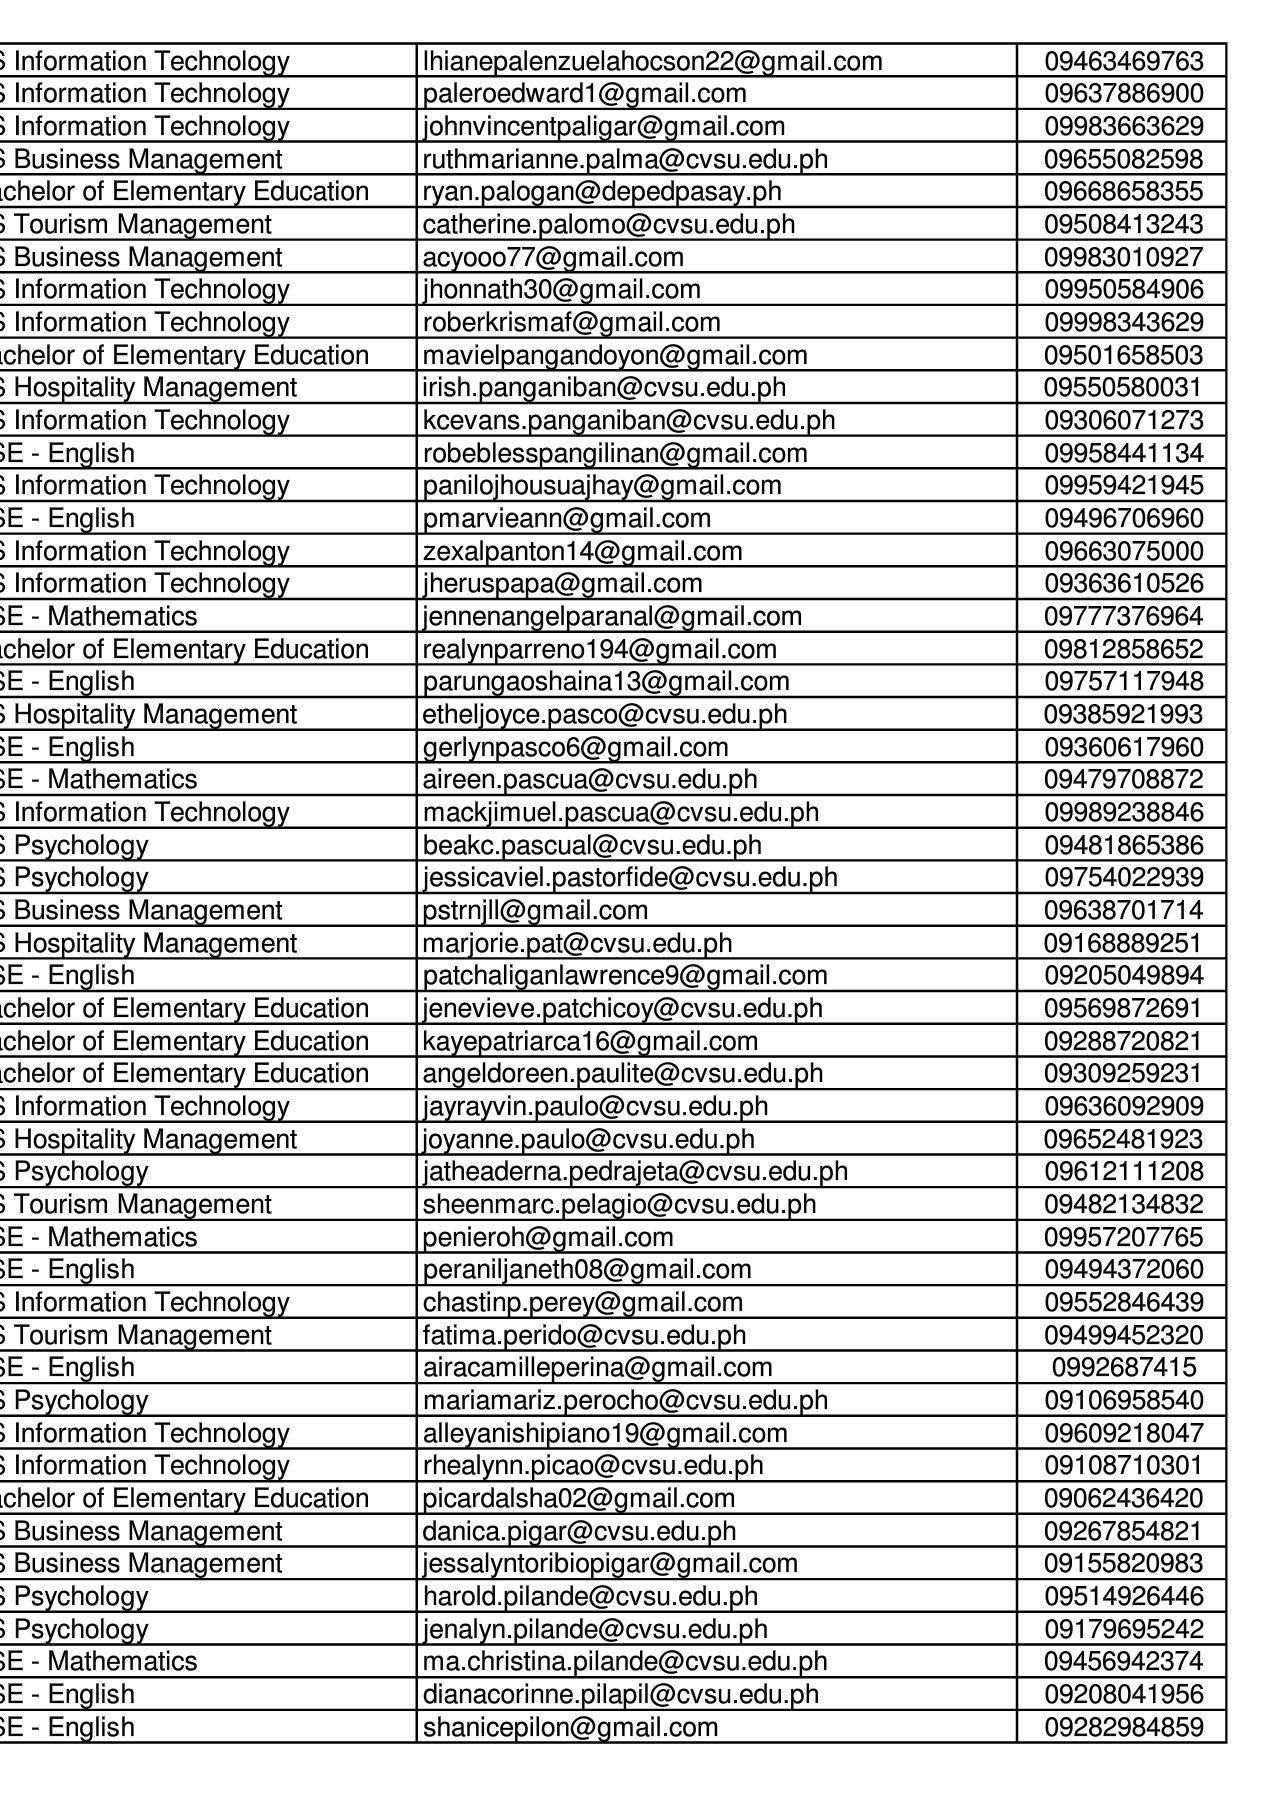 S Information Technology lhianepalenzuelahocson22@gmail.com 09463469763
S Information Technology paleroedward1@gmail.com 09637886900
S Information Technology johnvincentpaligar@gmail.com 09983663629
S Business Management ruthmarianne.palma@cvsu.edu.ph 09655082598
achelor of Elementary Education ryan.palogan@depedpasay.ph 09668658355
S Tourism Management catherine.palomo@cvsu.edu.ph 09508413243
S Business Management acyooo77@gmail.com 09983010927
S Information Technology jhonnath30@gmail.com 09950584906
S Information Technology roberkrismaf@gmail.com 09998343629
achelor of Elementary Education mavielpangandoyon@gmail.com 09501658503
S Hospitality Management irish.panganiban@cvsu.edu.ph 09550580031
S Information Technology kcevans.panganiban@cvsu.edu.ph 09306071273
SE - English robeblesspangilinan@gmail.com 09958441134
S Information Technology panilojhousuajhay@gmail.com 09959421945
SE - English pmarvieann@gmail.com 09496706960
S Information Technology zexalpanton14@gmail.com 09663075000
S Information Technology jheruspapa@gmail.com 09363610526
SE - Mathematics jennenangelparanal@gmail.com 09777376964
achelor of Elementary Education realynparreno194@gmail.com 09812858652
SE - English parungaoshaina13@gmail.com 09757117948
S Hospitality Management etheljoyce.pasco@cvsu.edu.ph 09385921993
SE - English gerlynpasco6@gmail.com 09360617960
SE - Mathematics aireen.pascua@cvsu.edu.ph 09479708872
S Information Technology mackjimuel.pascua@cvsu.edu.ph 09989238846
S Psychology beakc.pascual@cvsu.edu.ph 09481865386
S Psychology jessicaviel.pastorfide@cvsu.edu.ph 09754022939
S Business Management pstrnjll@gmail.com 09638701714
S Hospitality Management marjorie.pat@cvsu.edu.ph 09168889251
SE - English patchaliganlawrence9@gmail.com 09205049894
achelor of Elementary Education jenevieve.patchicoy@cvsu.edu.ph 09569872691
achelor of Elementary Education kayepatriarca16@gmail.com 09288720821
achelor of Elementary Education angeldoreen.paulite@cvsu.edu.ph 09309259231
S Information Technology jayrayvin.paulo@cvsu.edu.ph 09636092909
S Hospitality Management joyanne.paulo@cvsu.edu.ph 09652481923
S Psychology jatheaderna.pedrajeta@cvsu.edu.ph 09612111208
S Tourism Management sheenmarc.pelagio@cvsu.edu.ph 09482134832
SE - Mathematics penieroh@gmail.com 09957207765
SE - English peraniljaneth08@gmail.com 09494372060
S Information Technology chastinp.perey@gmail.com 09552846439
S Tourism Management fatima.perido@cvsu.edu.ph 09499452320
SE - English airacamilleperina@gmail.com 0992687415
S Psychology mariamariz.perocho@cvsu.edu.ph 09106958540
S Information Technology alleyanishipiano19@gmail.com 09609218047
S Information Technology rhealynn.picao@cvsu.edu.ph 09108710301
achelor of Elementary Education picardalsha02@gmail.com 09062436420
S Business Management danica.pigar@cvsu.edu.ph 09267854821
S Business Management jessalyntoribiopigar@gmail.com 09155820983
S Psychology harold.pilande@cvsu.edu.ph 09514926446
S Psychology jenalyn.pilande@cvsu.edu.ph 09179695242
SE - Mathematics ma.christina.pilande@cvsu.edu.ph 09456942374
SE - English dianacorinne.pilapil@cvsu.edu.ph 09208041956
SE - English shanicepilon@gmail.com 09282984859